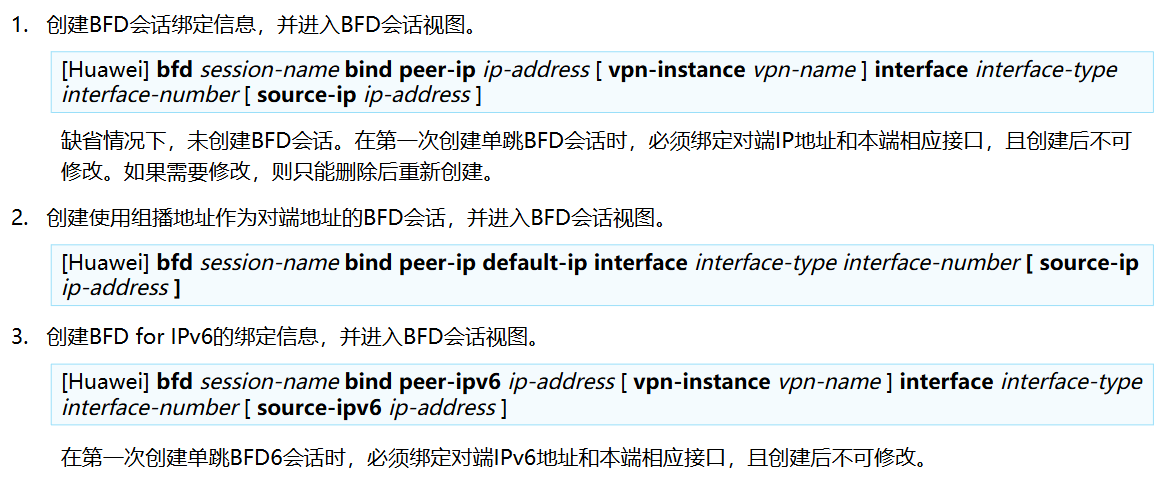 1. 创建BFD会话绑定信息，并进入BFD会话视图。
[Huawei] bfd session-name bind peer-ip ip-address [ vpn-instance vpn-name ] interface interface-type
interface-number [ source-ip ip-address ]
缺省情况下，未创建BFD会话。在第一次创建单跳BFD会话时，必须绑定对端IP地址和本端相应接口，且创建后不可
修改。如果需要修改，则只能删除后重新创建。
2. 创建使用组播地址作为对端地址的BFD会话，并进入BFD会话视图。
[Huawei] bfd session-name bind peer-ip default-ip interface interface-type interface-number [ source-ip
ip-address ]
3. 创建BFD for IPv6的绑定信息，并进入BFD会话视图。
[Huawei] bfd session-name bind peer-ipv6 ip-address [ vpn-instance vpn-name ] interface interface-type
interface-number [ source-ipv6 ip-address ]
在第一次创建单跳BFD6会话时，必须绑定对端IPv6地址和本端相应接口，且创建后不可修改。